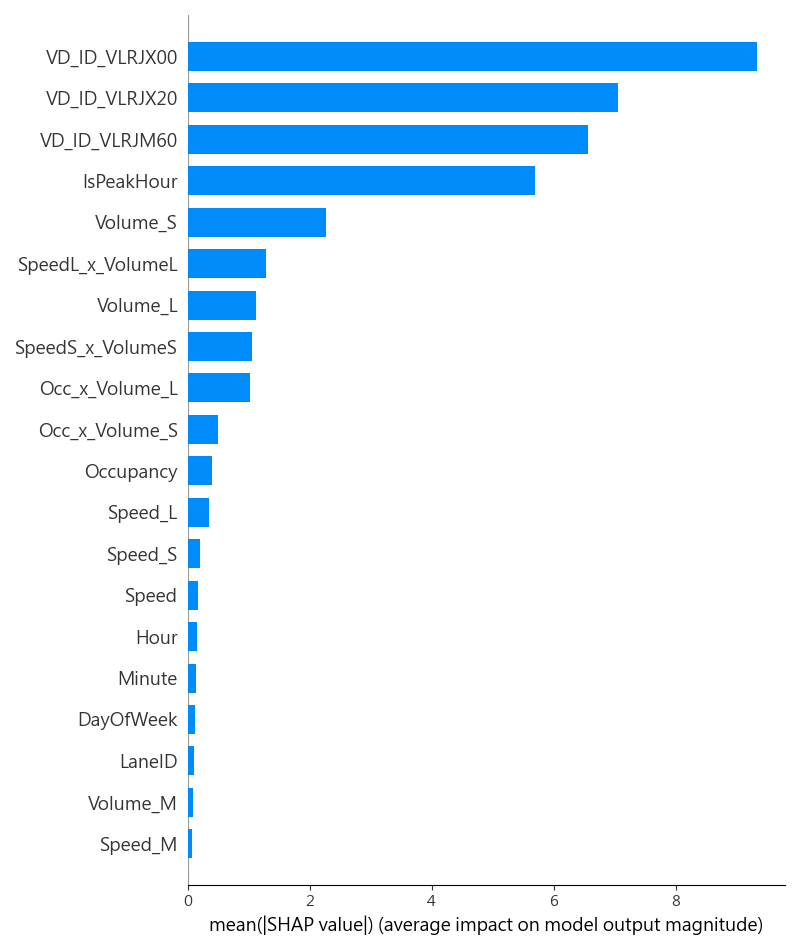 VD_ID_VLRJX00
VD_ID_VLRJX20
VD_ID_VLRJM60
IsPeakHour
Volume_S
SpeedL_x_VolumeL
Volume_L
SpeedS_x_VolumeS
Occ_x_Volume_L
Occ_x_Volume_S
Occupancy
Speed_L
Speed_S
Speed
Hour
Minute
DayOfWeek
LaneID
Volume_M
Speed_M
0 2 4 6 8
mean(|SHAP value|) (average impact on model output magnitude)